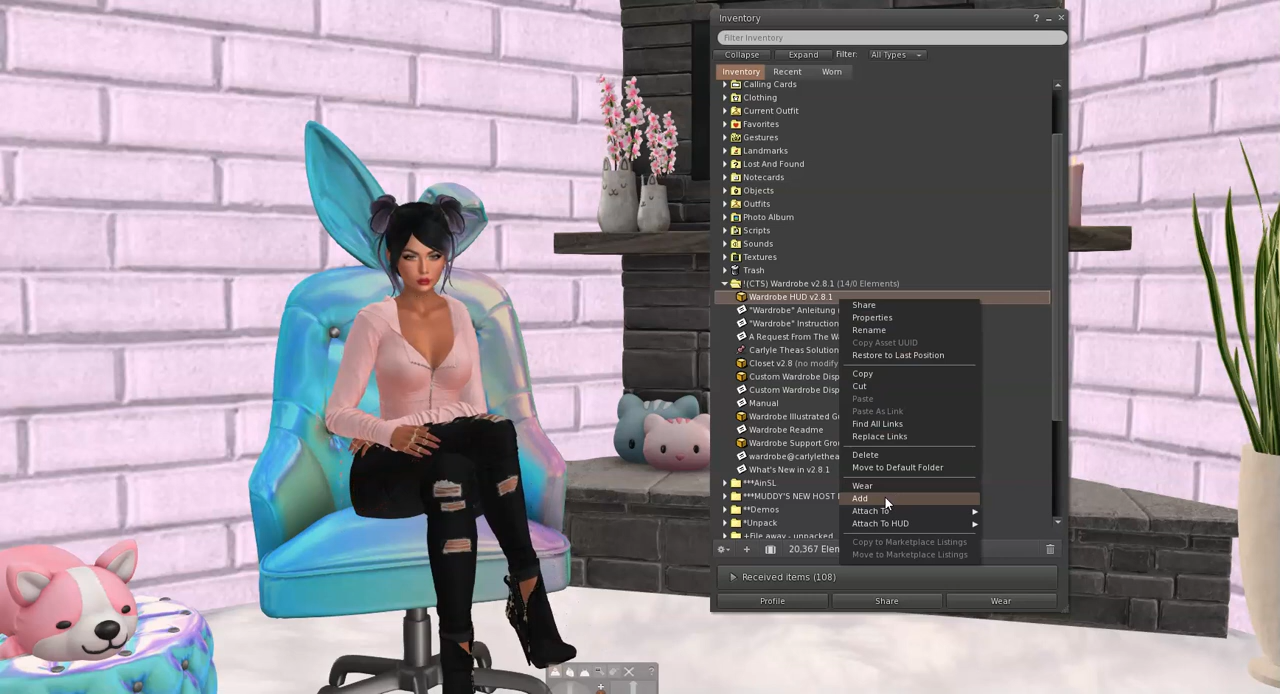 Inventory
?
Filter Inventory
Collapse Expand Filter: All Types
Inventory Recent Worn
Calling Cards
Clothing
Current Outfit
Favorites
Gestures
Landmarks
Lost And Found
Notecards
Objects
Outfits
Photo Album
Scripts
Sounds
Textures
Trash
!(CTS) Wardrobe v2.8.1 (14/0 Elements)
Wardrobe HUD v2.8.1
"Wardrobe" Anleitung
"Wardrobe" Instruction
A Request From The Wa
Carlyle Theas Solution
Closet v2.8 (no modify
Custom Wardrobe Disp
Custom Wardrobe Disp
Manual
Wardrobe Illustrated Gu
Wardrobe Readme
Wardrobe Support Grou
wardrobe@carlylethea
What's New in v2.8.1
***AinSL
***MUDDY'S NEW HOST
**Demos
*Unpack
+File away - unpacked
Share
Properties
Rename
Copy Asset UUID
Restore to Last Position
Copy
Cut
Paste
Paste As Link
Find All Links
Replace Links
Delete
Move to Default Folder
Wear
Add
Attach To
Attach To HUD
Copy to Marketplace Listings
Move to Marketplace Listings
20,367 Elem
Received items (108)
Profile Share Wear
?